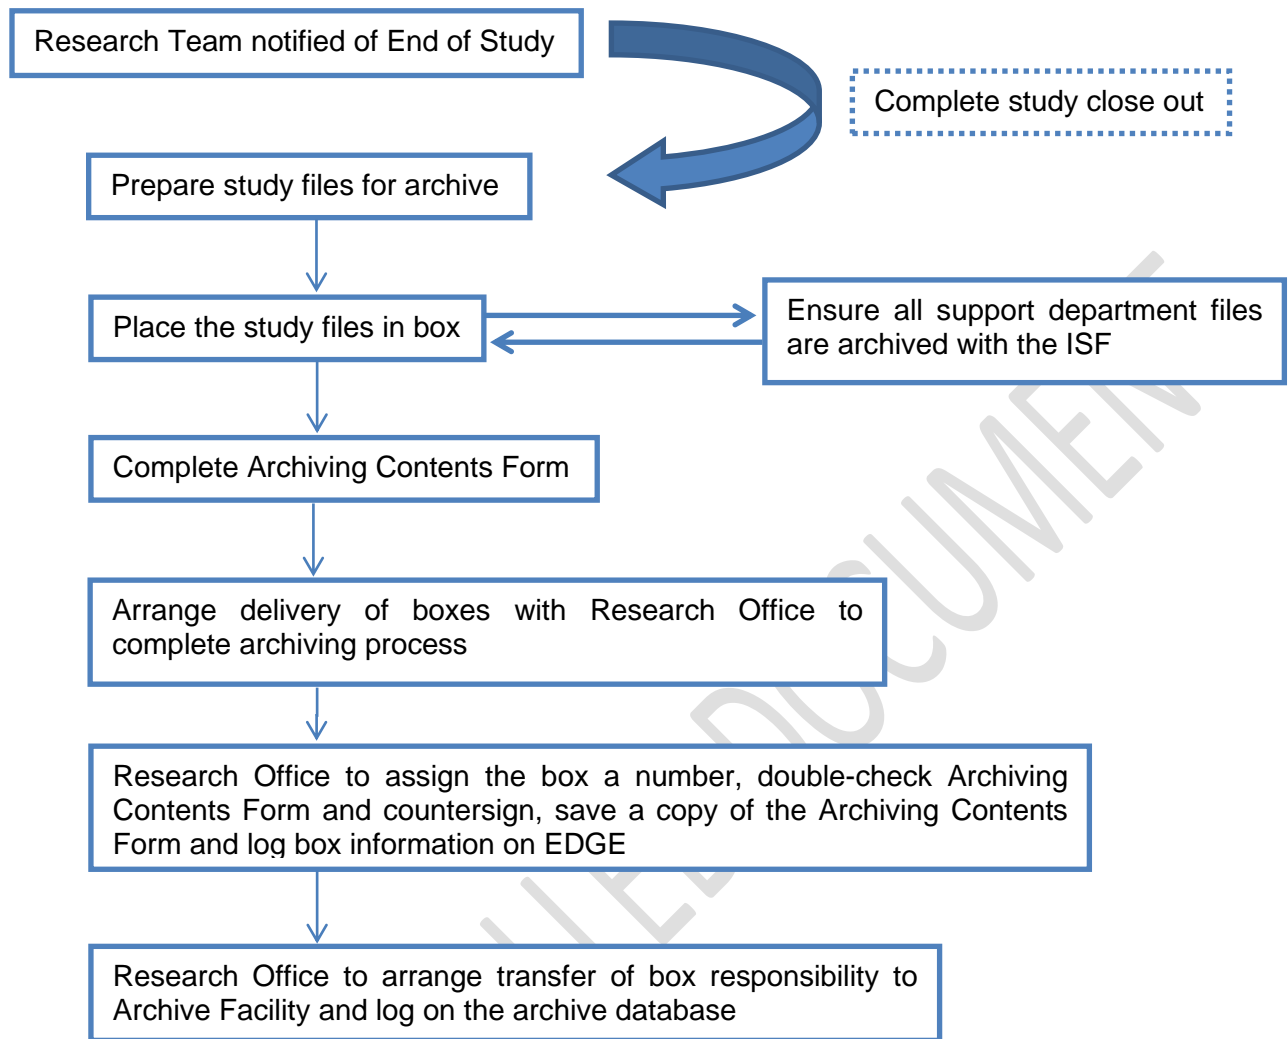 Research Team notified of End of Study
Complete study close out
Prepare study files for archive
Place the study files in box
Ensure all support department files
are archived with the ISF
Complete Archiving Contents Form
Arrange delivery of boxes with Research Office to
complete archiving process
Research Office to assign the box a number, double-check Archiving
Contents Form and countersign, save a copy of the Archiving Contents
Form and log box information on EDGE
Research Office to arrange transfer of box responsibility to
Archive Facility and log on the archive database
DOCUMENT